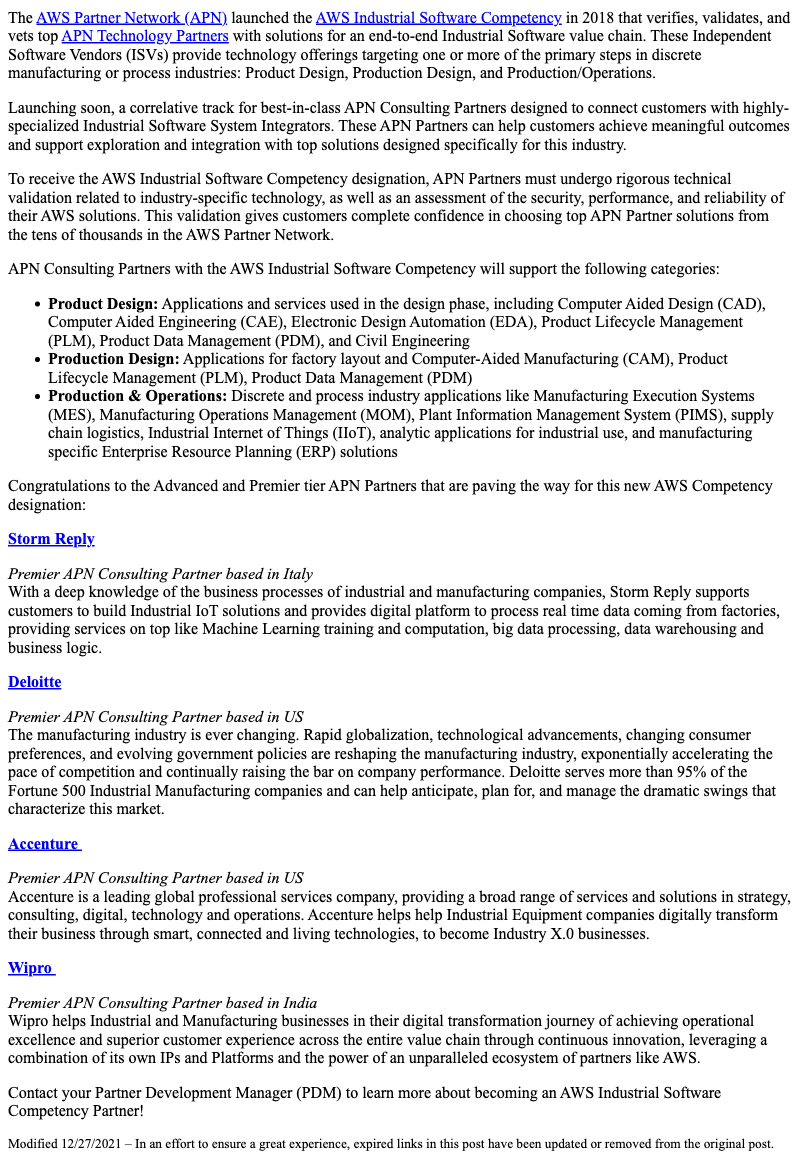 The AWS Partner Network (APN) launched the AWS Industrial Software Competency in 2018 that verifies, validates, and
vets top APN Technology Partners with solutions for an end-to-end Industrial Software value chain. These Independent
Software Vendors (ISVs) provide technology offerings targeting one or more of the primary steps in discrete
manufacturing or process industries: Product Design, Production Design, and Production/Operations.
Launching soon, a correlative track for best-in-class APN Consulting Partners designed to connect customers with highly-
specialized Industrial Software System Integrators. These APN Partners can help customers achieve meaningful outcomes
and support exploration and integration with top solutions designed specifically for this industry.
To receive the AWS Industrial Software Competency designation, APN Partners must undergo rigorous technical
validation related to industry-specific technology, as well as an assessment of the security, performance, and reliability of
their AWS solutions. This validation gives customers complete confidence in choosing top APN Partner solutions from
the tens of thousands in the AWS Partner Network.
APN Consulting Partners with the AWS Industrial Software Competency will support the following categories:
• Product Design: Applications and services used in the design phase, including Computer Aided Design (CAD),
Computer Aided Engineering (CAE), Electronic Design Automation (EDA), Product Lifecycle Management
(PLM), Product Data Management (PDM), and Civil Engineering
• Production Design: Applications for factory layout and Computer-Aided Manufacturing (CAM), Product
Lifecycle Management (PLM), Product Data Management (PDM)
• Production & Operations: Discrete and process industry applications like Manufacturing Execution Systems
(MES), Manufacturing Operations Management (MOM), Plant Information Management System (PIMS), supply
chain logistics, Industrial Internet of Things (IIoT), analytic applications for industrial use, and manufacturing
specific Enterprise Resource Planning (ERP) solutions
Congratulations to the Advanced and Premier tier APN Partners that are paving the way for this new AWS Competency
designation:
Storm Reply
Premier APN Consulting Partner based in Italy
With a deep knowledge of the business processes of industrial and manufacturing companies, Storm Reply supports
customers to build Industrial IoT solutions and provides digital platform to process real time data coming from factories,
providing services on top like Machine Learning training and computation, big data processing, data warehousing and
business logic.
Deloitte
Premier APN Consulting Partner based in US
The manufacturing industry is ever changing. Rapid globalization, technological advancements, changing consumer
preferences, and evolving government policies are reshaping the manufacturing industry, exponentially accelerating the
pace of competition and continually raising the bar on company performance. Deloitte serves more than 95% of the
Fortune 500 Industrial Manufacturing companies and can help anticipate, plan for, and manage the dramatic swings that
characterize this market.
Accenture
Premier APN Consulting Partner based in US
Accenture is a leading global professional services company, providing a broad range of services and solutions in strategy,
consulting, digital, technology and operations. Accenture helps help Industrial Equipment companies digitally transform
their business through smart, connected and living technologies, to become Industry X.0 businesses.
Wipro
Premier APN Consulting Partner based in India
Wipro helps Industrial and Manufacturing businesses in their digital transformation journey of achieving operational
excellence and superior customer experience across the entire value chain through continuous innovation, leveraging a
combination of its own IPs and Platforms and the power of an unparalleled ecosystem of partners like AWS.
Contact your Partner Development Manager (PDM) to learn more about becoming an AWS Industrial Software
Competency Partner!
Modified 12/27/2021 – In an effort to ensure a great experience, expired links in this post have been updated or removed from the original post.